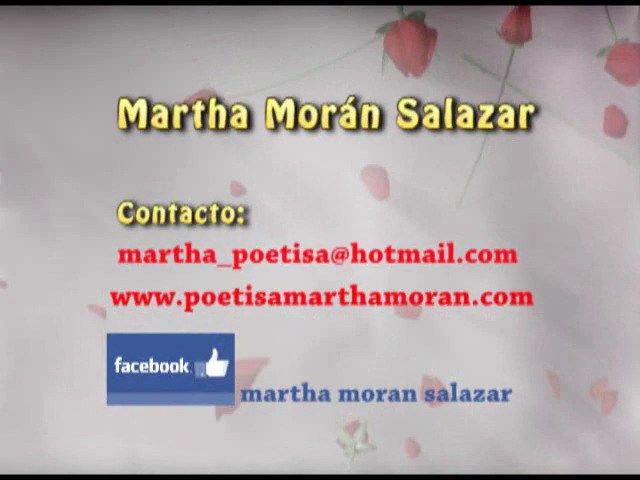 Martha Morán Salazar
Contacto:
martha_poetisa@hotmail.com
www.poetisamarthamoran.com
facebook
martha moran salazar